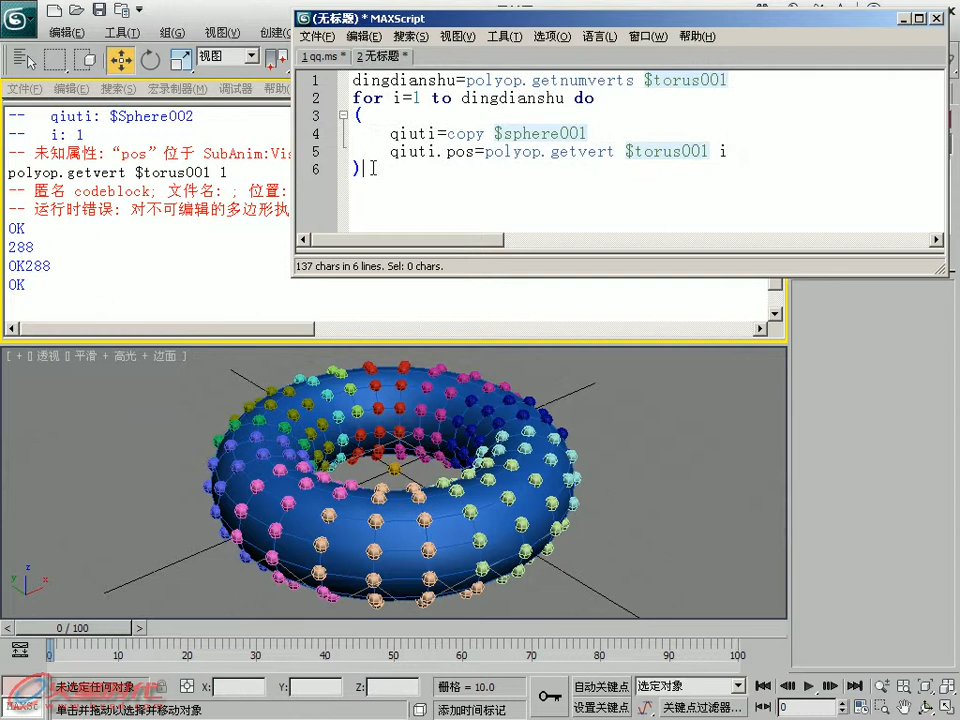 (无标题) * MAXScript
编辑(E) 工具(T) 组(G) 视图(V) 创建(
文件(F) 编辑(E) 搜索(S) 视图(V) 工具(T) 选项(O) 语言(L) 窗口(W) 帮助(H)
视图
1 qq.ms * 2 无标题 *
文件(F) 编辑(E) 搜索(S) 宏录制器(M) 调试器 帮助
1 dingdianshu=polyop.getnumverts $torus001
2 for i=1 to dingdianshu do
3 (
4 qiuti=copy $sphere001
5 qiuti.pos=polyop.getvert $torus001 i
6 )
137 chars in 6 lines. Sel: 0 chars.
-- qiuti: $Sphere002
-- i: 1
-- 未知属性:“pos”位于 SubAnim:Vis
polyop.getvert $torus001 1
-- 匿名 codeblock; 文件名: ; 位置:
-- 运行时错误: 对不可编辑的多边形执
OK
288
OK288
OK
[ + [] 透视 [] 平滑 + 高光 + 边面 ]
z
y
x
0 / 100
0 10 20 30 40 50 60 70 80 90 100
未选定任何对象 X: Y: Z: 栅格 = 10.0 自动关键点 选定对象
MAXSc 单击并拖动以选择并移动对象 添加时间标记 设置关键点 关键点过滤器... 0